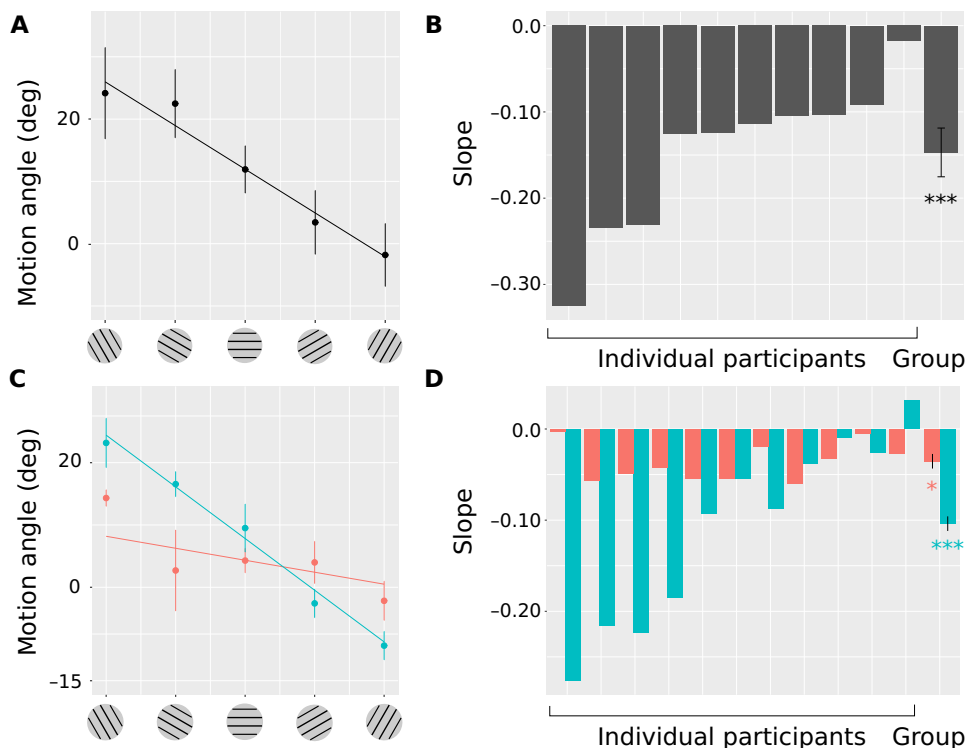 A
Motion angle (deg)
20
0
B
Slope
0.0
–0.10
–0.20
–0.30
***
Individual participants
Group
C
Motion angle (deg)
20
0
–15
D
Slope
0.0
–0.10
–0.20
*
***
Individual participants
Group